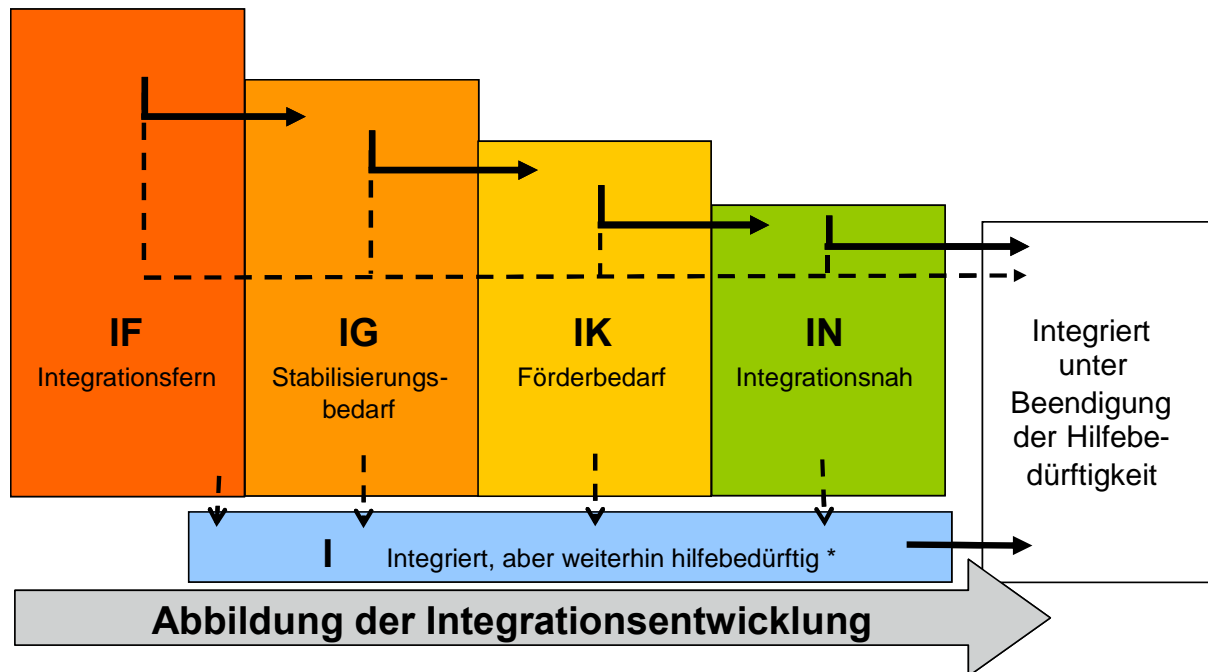 IF
Integrationsfern
IG
Stabilisierungs-
bedarf
IK
Förderbedarf
IN
Integrationsnah
Integriert
unter
Beendigung
der Hilfebe-
dürftigkeit
I Integriert, aber weiterhin hilfebedürftig *
Abbildung der Integrationsentwicklung